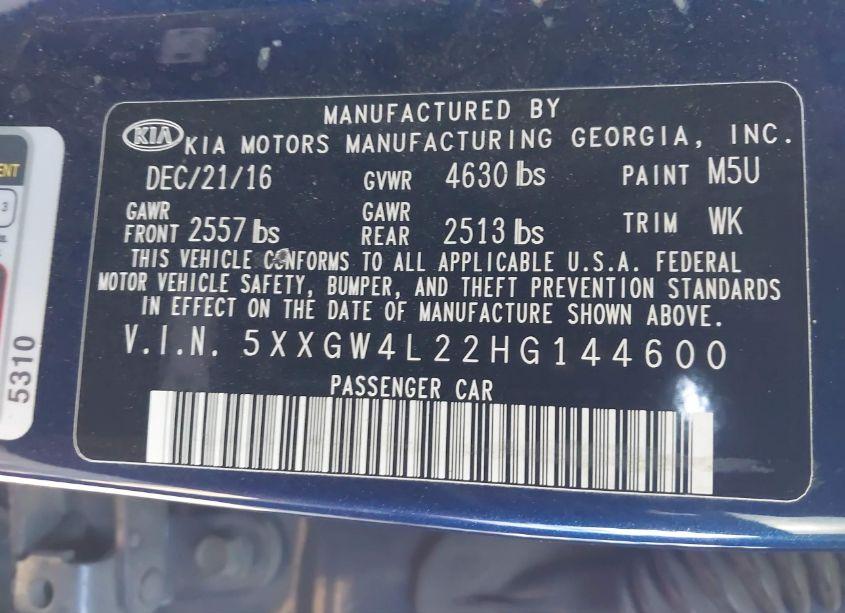 MANUFACTURED BY
KIA KIA MOTORS MANUFACTURING GEORGIA, INC.
DEC/21/16 GVWR 4630 lbs PAINT M5U
GAWR FRONT 2557 lbs GAWR REAR 2513 lbs TRIM WK
THIS VEHICLE CONFORMS TO ALL APPLICABLE U.S.A. FEDERAL
MOTOR VEHICLE SAFETY, BUMPER, AND THEFT PREVENTION STANDARDS
IN EFFECT ON THE DATE OF MANUFACTURE SHOWN ABOVE.
V.I.N. 5XXGW4L22HG144600
PASSENGER CAR
5310
3